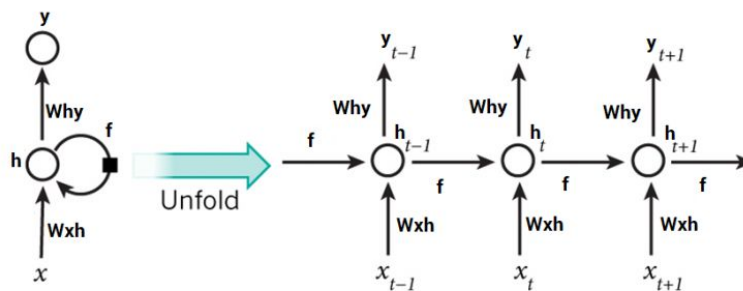 y
Why
f
h
Wxh
x
Unfold
y t-1 y t y t+1
Why Why Why
f h t-1 h t h t+1
f f f
Wxh Wxh Wxh
x t-1 x t x t+1